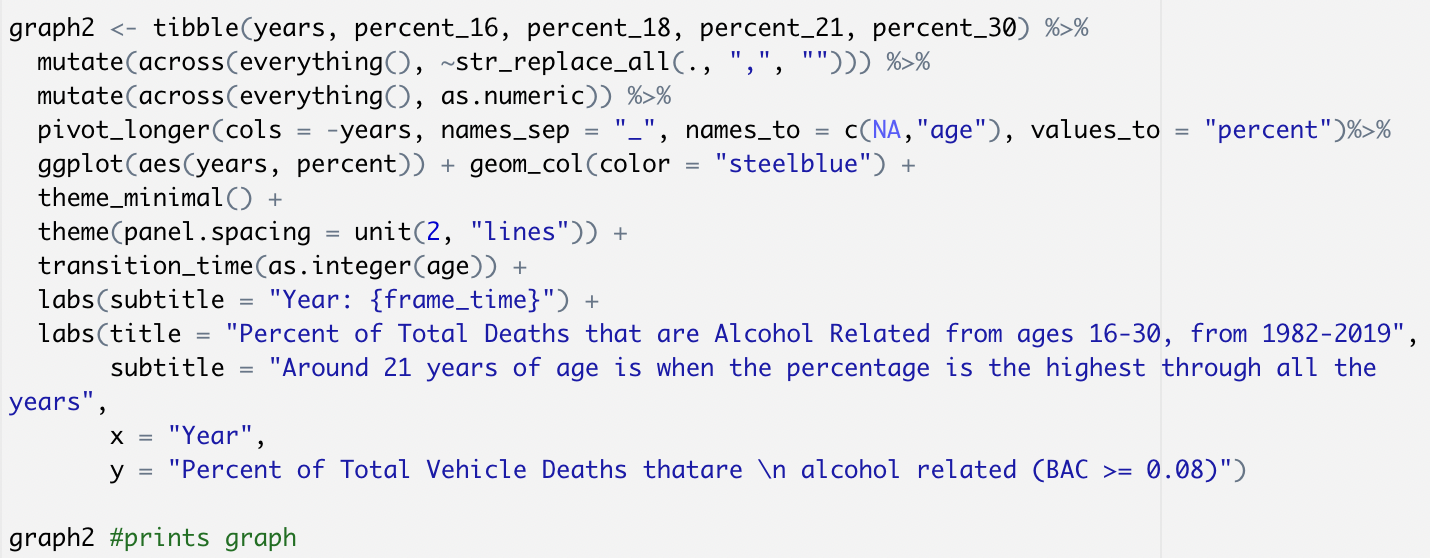 graph2 <- tibble(years, percent_16, percent_18, percent_21, percent_30) %>%
  mutate(across(everything(), ~str_replace_all(., ",", ""))) %>%
  mutate(across(everything(), as.numeric)) %>%
  pivot_longer(cols = -years, names_sep = "_", names_to = c(NA,"age"), values_to = "percent")%>%
  ggplot(aes(years, percent)) + geom_col(color = "steelblue") +
  theme_minimal() +
  theme(panel.spacing = unit(2, "lines")) +
  transition_time(as.integer(age)) +
  labs(subtitle = "Year: {frame_time}") +
  labs(title = "Percent of Total Deaths that are Alcohol Related from ages 16-30, from 1982-2019",
       subtitle = "Around 21 years of age is when the percentage is the highest through all the
years",
       x = "Year",
       y = "Percent of Total Vehicle Deaths thatare \n alcohol related (BAC >= 0.08)")
graph2 #prints graph